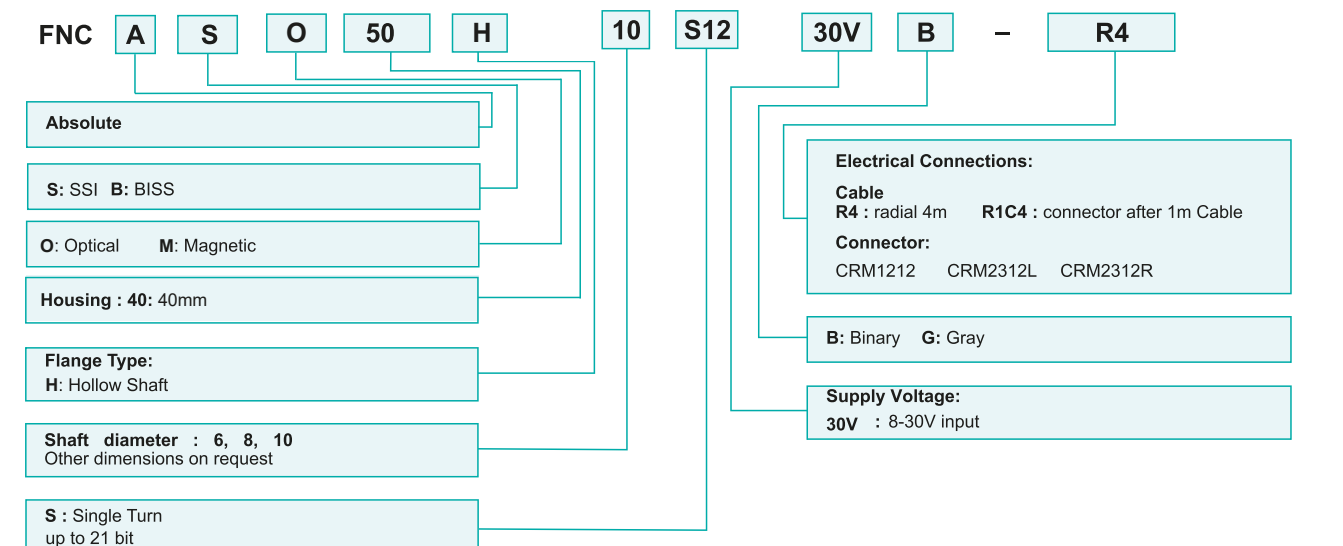 FNC A S O 50 H 10 S12 30V B – R4
Absolute
S: SSI B: BISS
O: Optical M: Magnetic
Housing : 40: 40mm
Flange Type:
H: Hollow Shaft
Shaft diameter : 6, 8, 10
Other dimensions on request
S : Single Turn
up to 21 bit
Electrical Connections:
Cable
R4 : radial 4m R1C4 : connector after 1m Cable
Connector:
CRM1212 CRM2312L CRM2312R
B: Binary G: Gray
Supply Voltage:
30V : 8-30V input